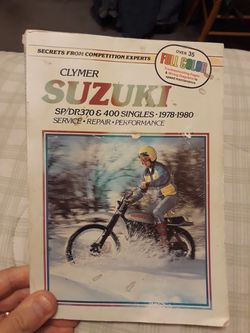 SECRETS FROM COMPETITION EXPERTS
OVER 35
FULL COLOR
CLYMER
SUZUKI
SP/DR370 & 400 SINGLES • 1978-1980
SERVICE • REPAIR • PERFORMANCE